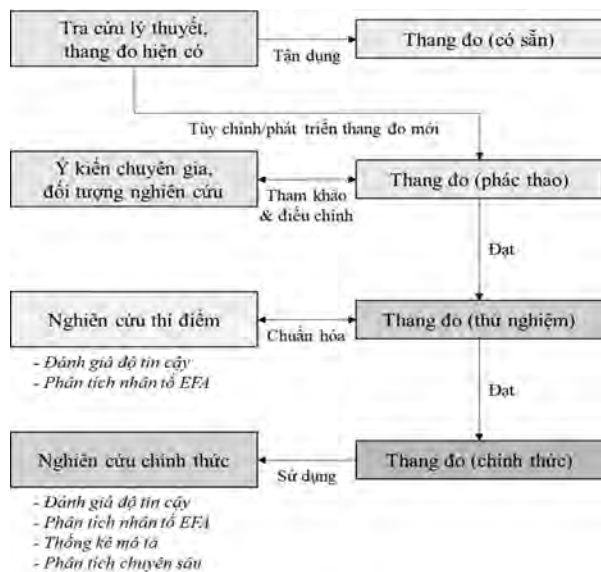 Tra cứu lý thuyết,
thang đo hiện có
Tận dụng
Thang đo (có sẵn)
Tùy chỉnh/phát triển thang đo mới
Ý kiến chuyên gia,
đối tượng nghiên cứu
Tham khảo
& điều chỉnh
Thang đo (phác thảo)
Đạt
Nghiên cứu thí điểm
Chuẩn hóa
Thang đo (thử nghiệm)
- Đánh giá độ tin cậy
- Phân tích nhân tố EFA
Đạt
Nghiên cứu chính thức
Sử dụng
Thang đo (chính thức)
- Đánh giá độ tin cậy
- Phân tích nhân tố EFA
- Thống kê mô tả
- Phân tích chuyên sâu